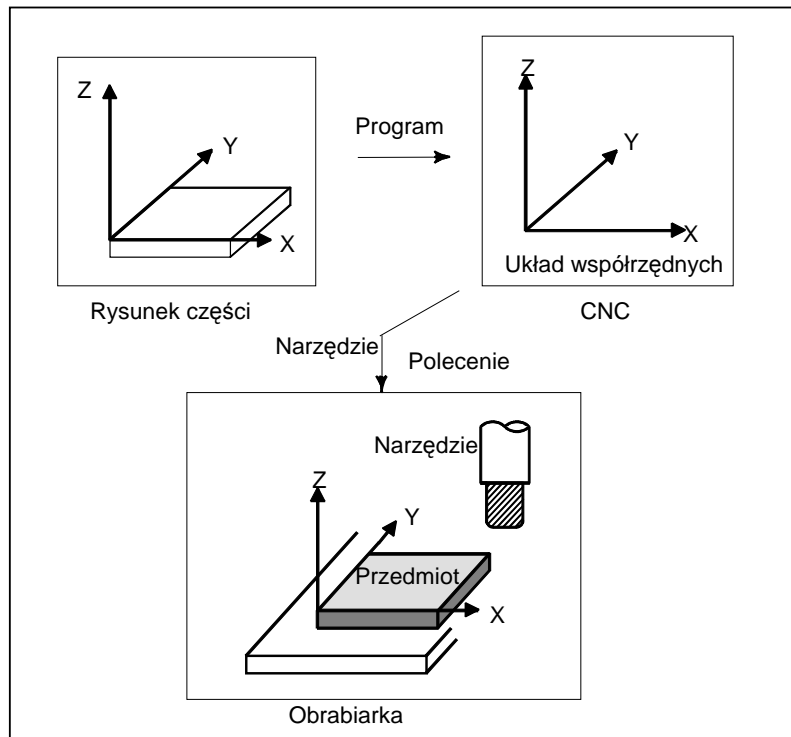 Z
Y
X
Rysunek części
Program
Z
Y
X
Układ współrzędnych
CNC
Narzędzie
Polecenie
Narzędzie
Z
Y
Przedmiot
X
Obrabiarka